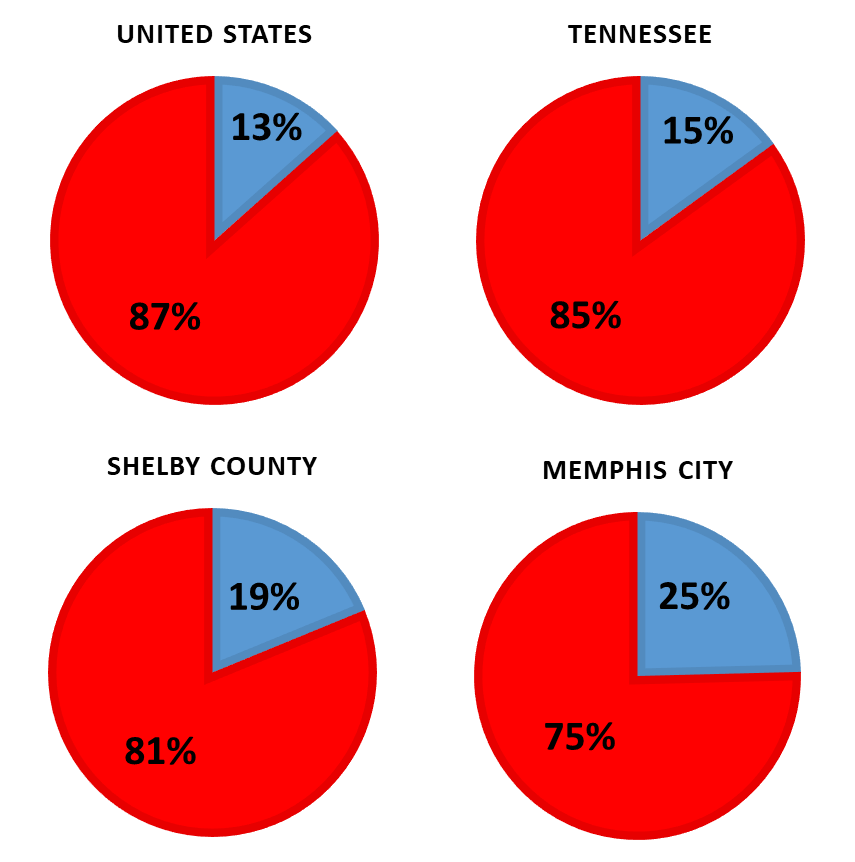 UNITED STATES
13%
87%
TENNESSEE
15%
85%
SHELBY COUNTY
19%
81%
MEMPHIS CITY
25%
75%